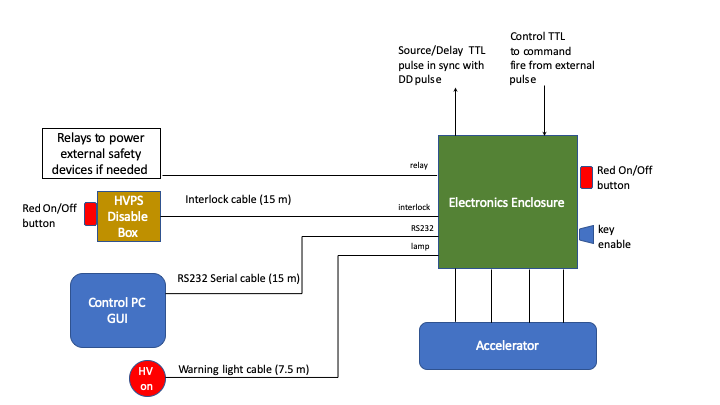 Control TTL
to command
fire from external
pulse
Source/Delay TTL
pulse in sync with
DD pulse
Relays to power
external safety
devices if needed
relay
Red On/Off
button
HVPS
Disable
Box
Interlock cable (15 m)
interlock
Electronics Enclosure
Red On/Off
button
RS232
lamp
key
enable
RS232 Serial cable (15 m)
Control PC
GUI
Accelerator
HV
on
Warning light cable (7.5 m)